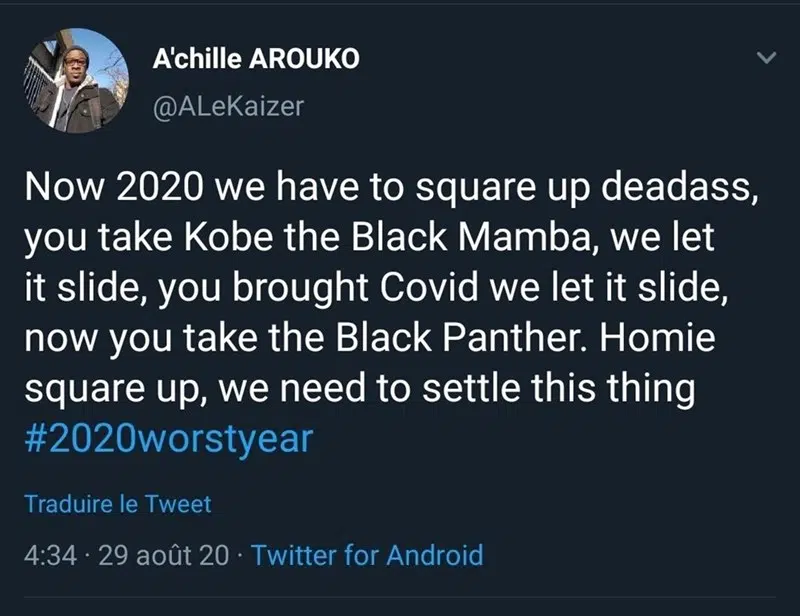 A'chille AROUKO
@ALeKaizer
Now 2020 we have to square up deadass,
you take Kobe the Black Mamba, we let
it slide, you brought Covid we let it slide,
now you take the Black Panther. Homie
square up, we need to settle this thing
#2020worstyear
Traduire le Tweet
4:34 · 29 août 20 · Twitter for Android